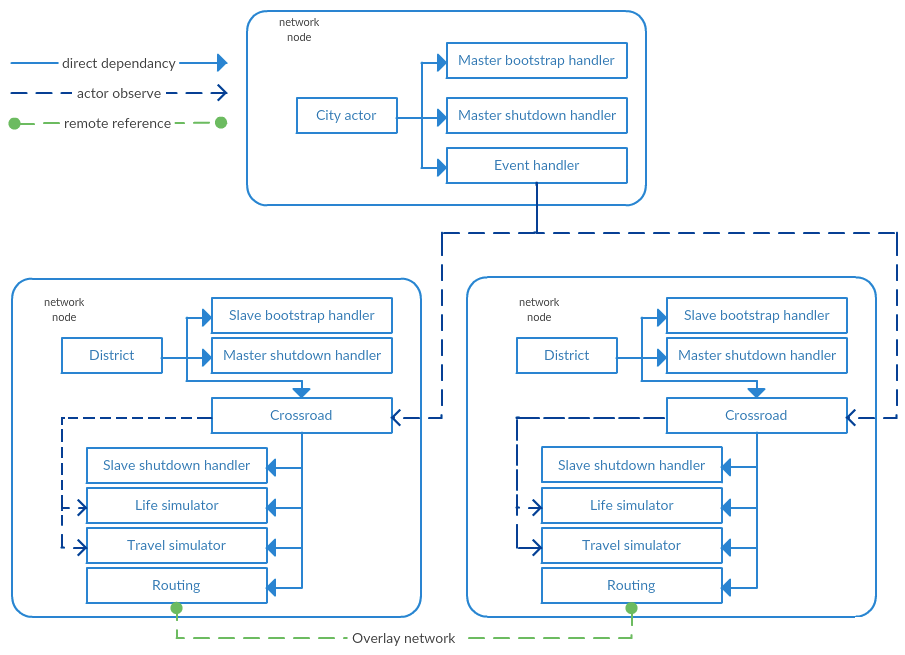 network
node
direct dependancy
actor observe
remote reference
City actor
Master bootstrap handler
Master shutdown handler
Event handler
network
node
Slave bootstrap handler
District
Master shutdown handler
Crossroad
Slave shutdown handler
Life simulator
Travel simulator
Routing
network
node
Slave bootstrap handler
District
Master shutdown handler
Crossroad
Slave shutdown handler
Life simulator
Travel simulator
Routing
Overlay network